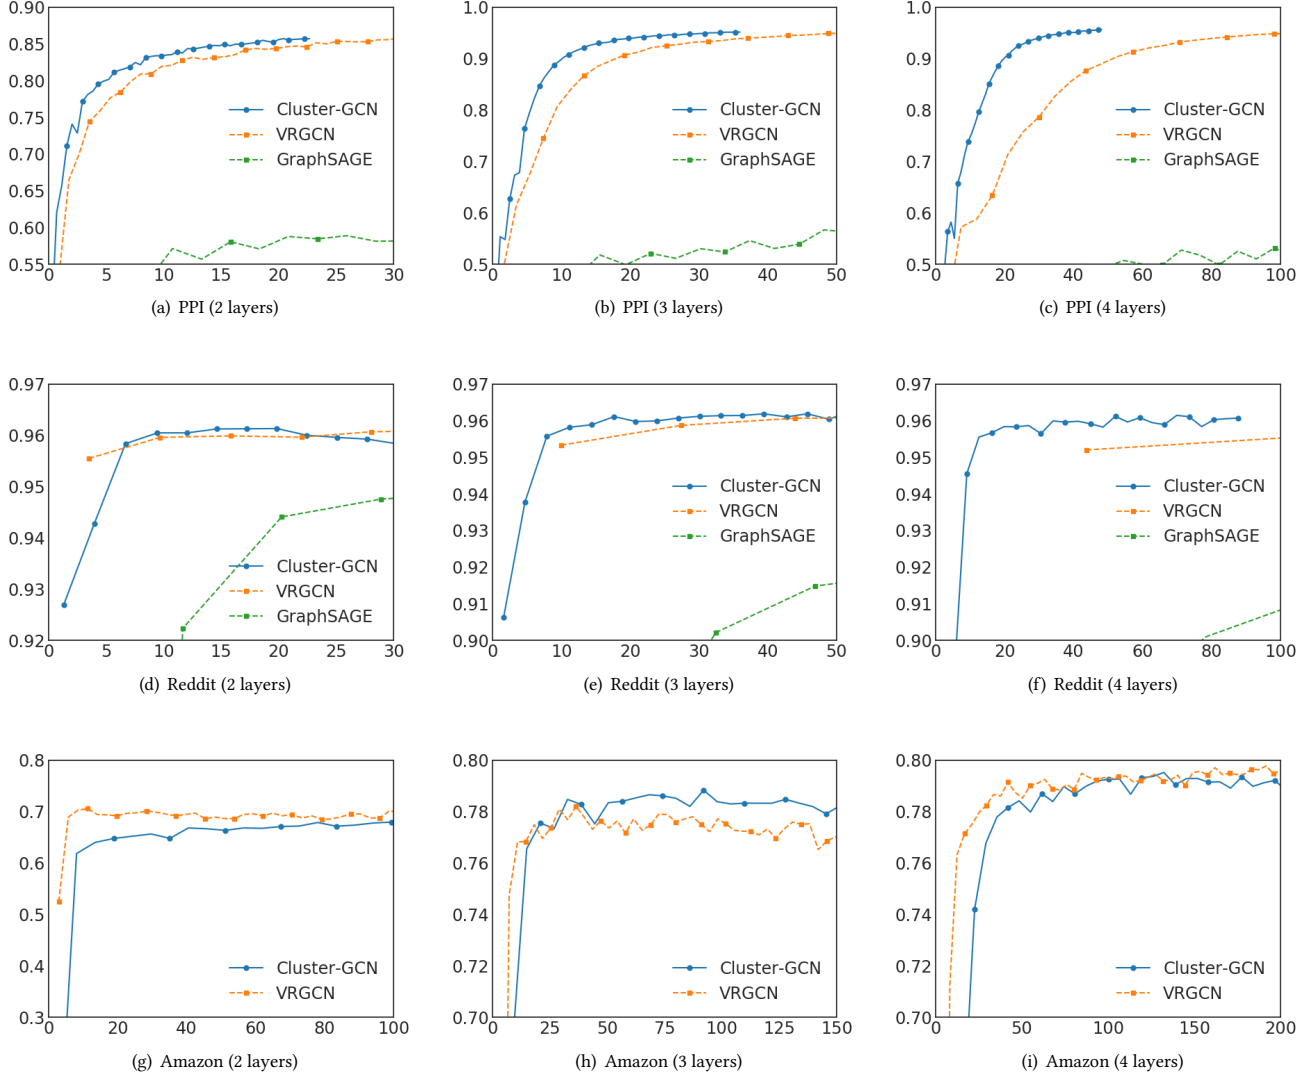 0.90
0.85
0.80
0.75
0.70
0.65
0.60
0.55
0 5 10 15 20 25 30
Cluster-GCN
VRGCN
GraphSAGE
(a) PPI (2 layers)
1.0
0.9
0.8
0.7
0.6
0.5
0 10 20 30 40 50
Cluster-GCN
VRGCN
GraphSAGE
(b) PPI (3 layers)
1.0
0.9
0.8
0.7
0.6
0.5
0 20 40 60 80 100
Cluster-GCN
VRGCN
GraphSAGE
(c) PPI (4 layers)
0.97
0.96
0.95
0.94
0.93
0.92
0 5 10 15 20 25 30
Cluster-GCN
VRGCN
GraphSAGE
(d) Reddit (2 layers)
0.97
0.96
0.95
0.94
0.93
0.92
0.91
0.90
0 10 20 30 40 50
Cluster-GCN
VRGCN
GraphSAGE
(e) Reddit (3 layers)
0.97
0.96
0.95
0.94
0.93
0.92
0.91
0.90
0 20 40 60 80 100
Cluster-GCN
VRGCN
GraphSAGE
(f) Reddit (4 layers)
0.8
0.7
0.6
0.5
0.4
0.3
0 20 40 60 80 100
Cluster-GCN
VRGCN
(g) Amazon (2 layers)
0.80
0.78
0.76
0.74
0.72
0.70
0 25 50 75 100 125 150
Cluster-GCN
VRGCN
(h) Amazon (3 layers)
0.80
0.78
0.76
0.74
0.72
0.70
0 50 100 150 200
Cluster-GCN
VRGCN
(i) Amazon (4 layers)